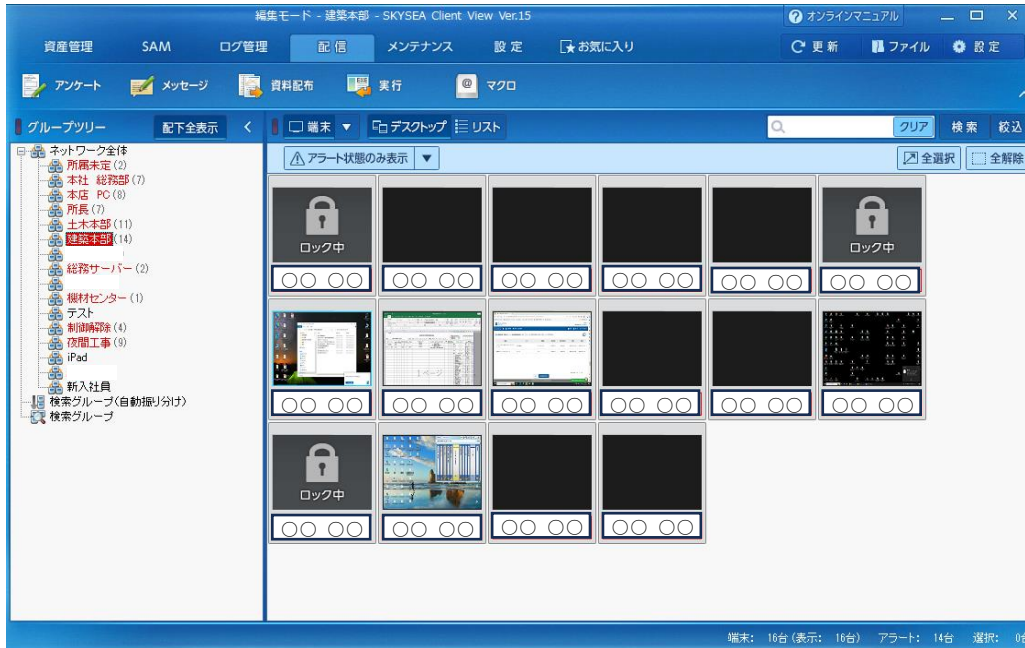 編集モード - 建築本部 - SKYSEA Client View Ver.15
? オンラインマニュアル
資産管理 SAM ログ管理 配信 メンテナンス 設定 お気に入り 更新 ファイル 設定
アンケート メッセージ 資料配布 実行 @ マクロ
グループツリー 配下全表示 端末 デスクトップ リスト クリア 検索 絞込
アラート状態のみ表示 全選択 全解除
ネットワーク全体
所属未定(2)
本社 総務部(7)
本店 PC(8)
所長(7)
土木本部(11)
建築本部(14)
総務サーバー(2)
機材センター(1)
テスト
制御解除(4)
夜間工事(9)
iPad
新入社員
検索グループ(自動振り分け)
検索グループ
ロック中 ロック中
○○ ○○ ○○ ○○ ○○ ○○ ○○ ○○ ○○ ○○ ○○ ○○
○○ ○○ ○○ ○○ ○○ ○○ ○○ ○○ ○○ ○○ ○○ ○○
ロック中
○○ ○○ ○○ ○○ ○○ ○○ ○○ ○○
端末: 16台(表示: 16台) アラート: 14台 選択: 0台